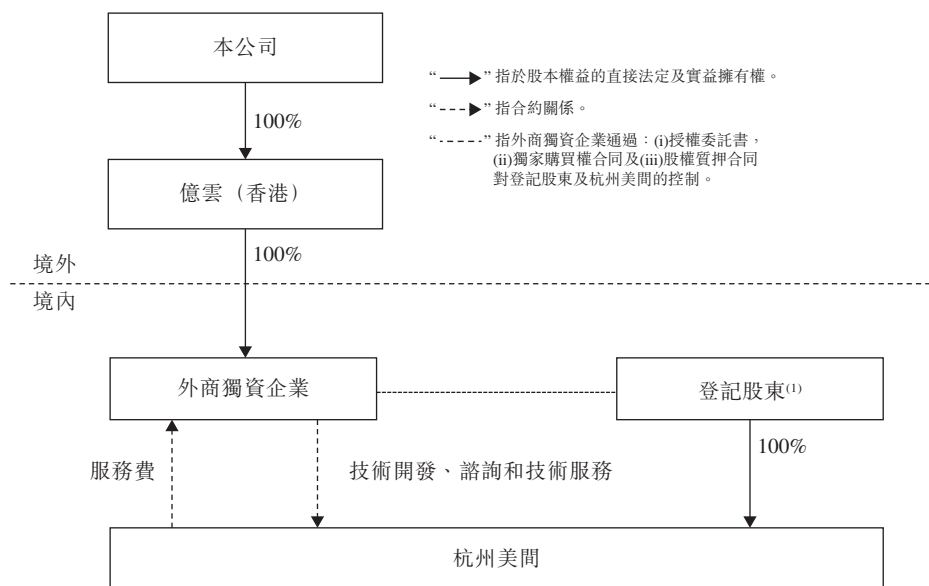 本公司
“──►” 指於股本權益的直接法定及實益擁有權。
“----►” 指合約關係。
“-------” 指外商獨資企業通過：(i)授權委託書，
(ii)獨家購買權合同及(iii)股權質押合同
對登記股東及杭州美間的控制。
100%
億雲（香港）
100%
境外
境內
外商獨資企業
登記股東(1)
100%
服務費
技術開發、諮詢和技術服務
杭州美間